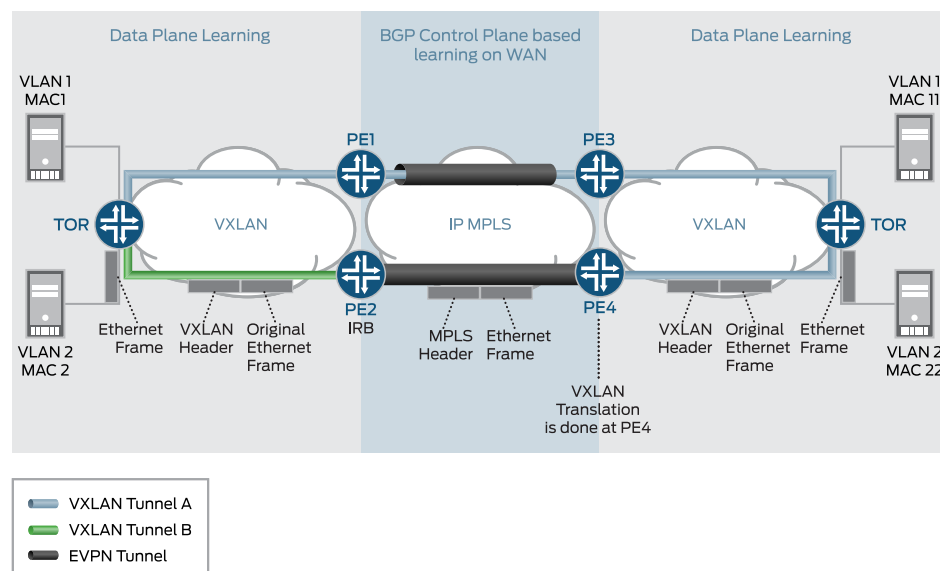 Data Plane Learning
BGP Control Plane based
learning on WAN
Data Plane Learning
VLAN 1
MAC1
VLAN 1
MAC 11
PE1
PE3
TOR
VXLAN
IP MPLS
VXLAN
TOR
PE2
IRB
PE4
Ethernet
Frame
VXLAN
Header
Original
Ethernet
Frame
MPLS
Header
Ethernet
Frame
VXLAN
Header
Original
Ethernet
Frame
Ethernet
Frame
VLAN 2
MAC 2
VLAN 2
MAC 22
VXLAN
Translation
is done at PE4
VXLAN Tunnel A
VXLAN Tunnel B
EVPN Tunnel